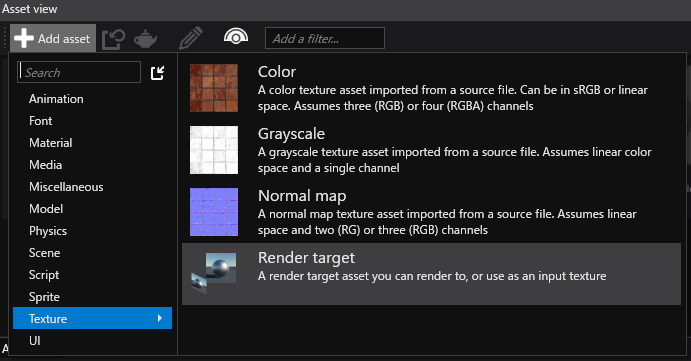 Asset view
Add asset
Add a filter...
Search
Animation
Font
Material
Media
Miscellaneous
Model
Physics
Scene
Script
Sprite
Texture
UI
Color
A color texture asset imported from a source file. Can be in sRGB or linear
space. Assumes three (RGB) or four (RGBA) channels
Grayscale
A grayscale texture asset imported from a source file. Assumes linear color
space and a single channel
Normal map
A normal map texture asset imported from a source file. Assumes linear
space and two (RG) or three (RGB) channels
Render target
A render target asset you can render to, or use as an input texture